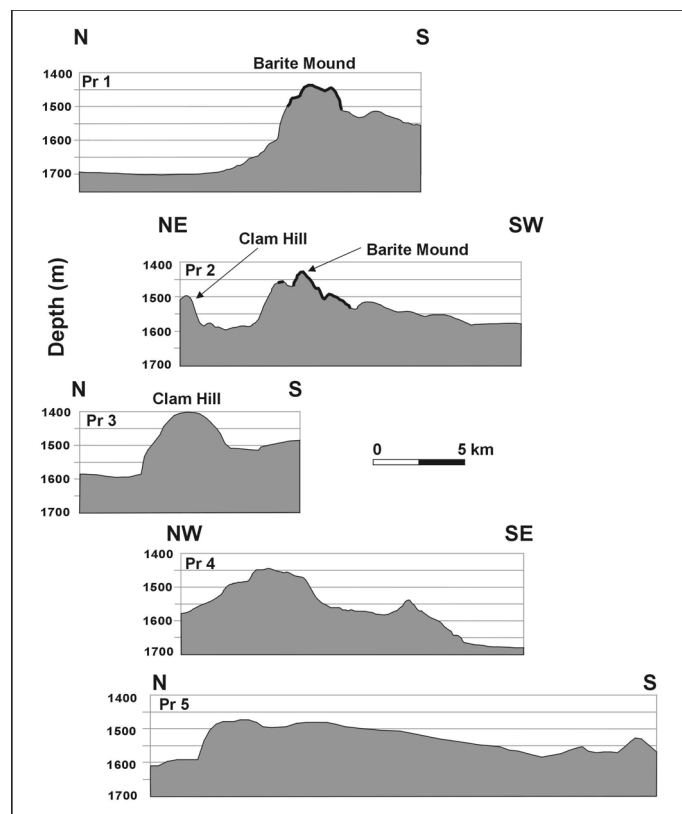 N S
Barite Mound
1400
Pr 1
1500
1600
1700
NE SW
Clam Hill
Barite Mound
1400
Pr 2
1500
1600
1700
Depth (m)
N S
Clam Hill
1400
Pr 3
1500
1600
1700
0 5 km
NW SE
1400
Pr 4
1500
1600
1700
N S
1400
Pr 5
1500
1600
1700